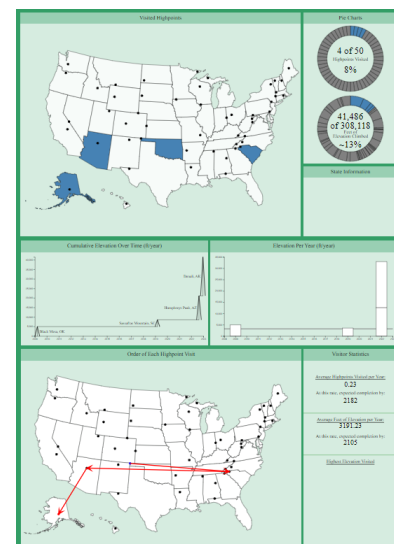 Visited Highpoints
Pie Charts
4 of 50
Highpoints Visited
8%
41,486
of 308,118
Feet of
Elevation Climbed
~13%
State Information
Cumulative Elevation Over Time (ft/year)
Elevation Per Year (ft/year)
Denali, AK
Humphreys Peak, AZ
Sassafras Mountain, SC
Black Mesa, OK
Order of Each Highpoint Visit
Visitor Statistics
Average Highpoints Visited per Year:
0.23
At this rate, expected completion by:
2182
Average Feet of Elevation per Year:
3191.23
At this rate, expected completion by:
2105
Highest Elevation Visited